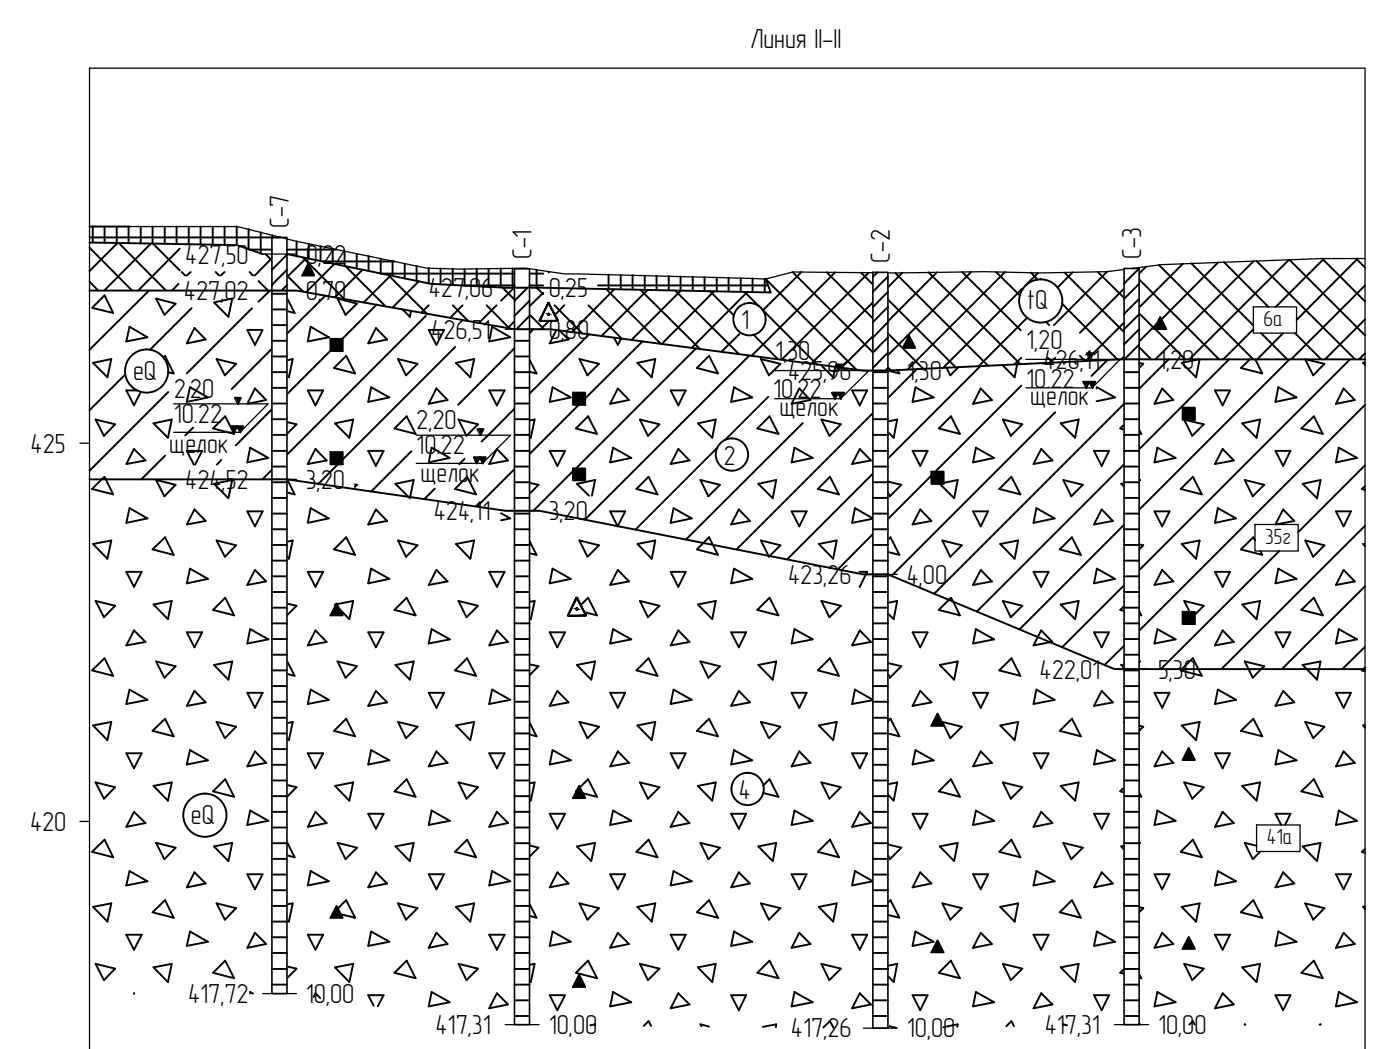 Линия II-II
С-7
С-1
С-2
С-3
427,50 0,22
427,02 0,70
427,06 0,25
426,51 0,80
1
tQ
6а
1,30
425,96 1,30
10.22
щелок
1,20
426,11 1,20
10.22
щелок
eQ
2,20
10.22
щелок
2,20
10.22
щелок
2
425
424,52 3,20
424,11 3,20
35г
423,26 4,00
422,01 5,30
4
eQ
420
41а
417,72 10,00
417,31 10,00
417,26 10,00
417,31 10,00